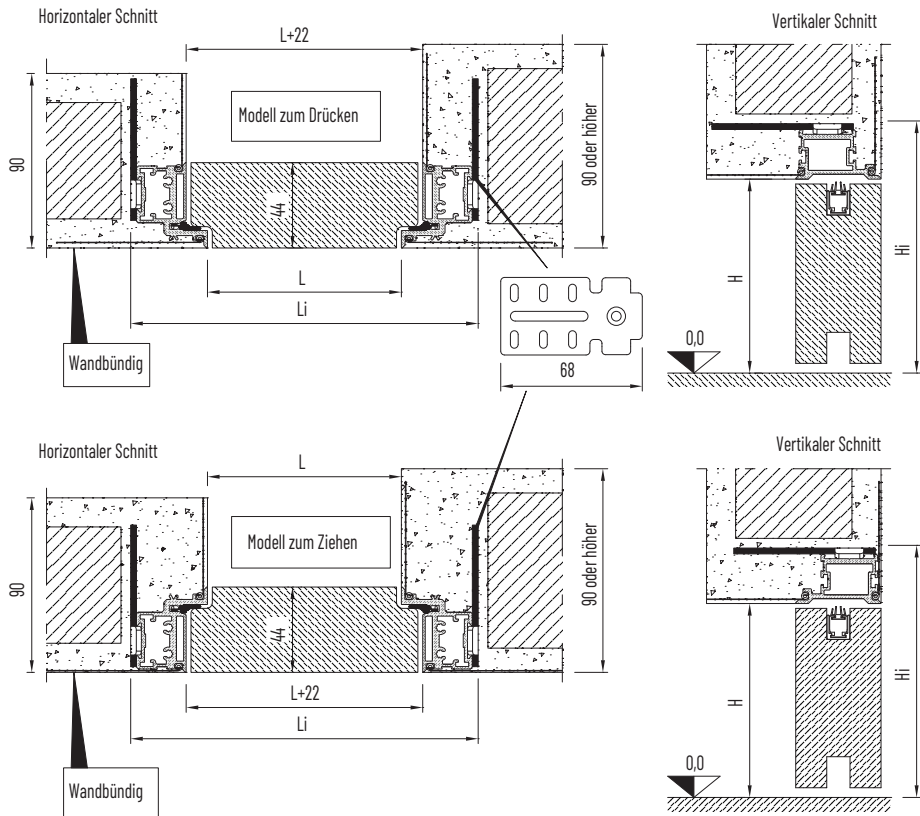 Horizontaler Schnitt
Vertikaler Schnitt
L+22
Modell zum Drücken
90
90 oder höher
44
H
Hi
L
Li
0,0
Wandbündig
68
Horizontaler Schnitt
Vertikaler Schnitt
L
Modell zum Ziehen
90
90 oder höher
44
H
Hi
L+22
Li
0,0
Wandbündig